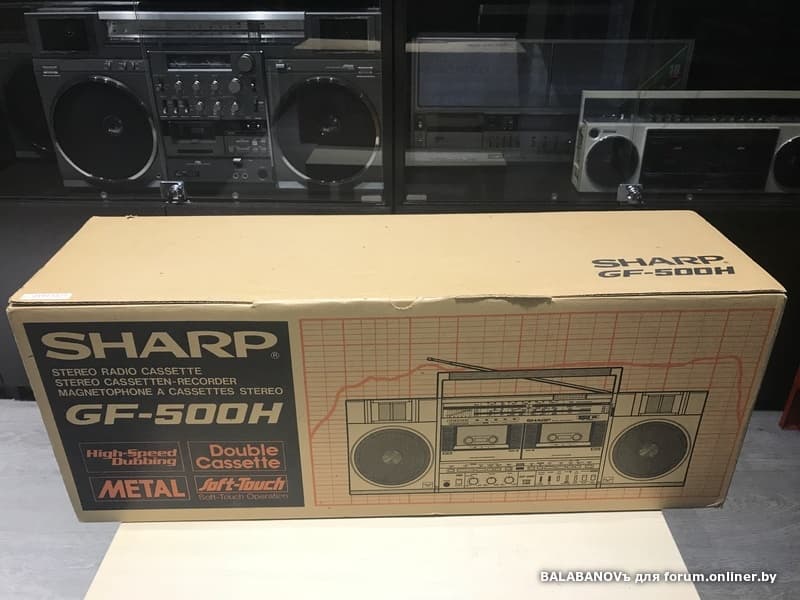 SHARP
GF-500H
SHARP®
STEREO RADIO CASSETTE
STEREO CASSETTEN-RECORDER
MAGNETOPHONE A CASSETTES STEREO
GF-500H
High-Speed
Dubbing
Double
Cassette
METAL
Soft-Touch
Soft-Touch Operation
SHARP
BALABANOVъ для forum.onliner.by